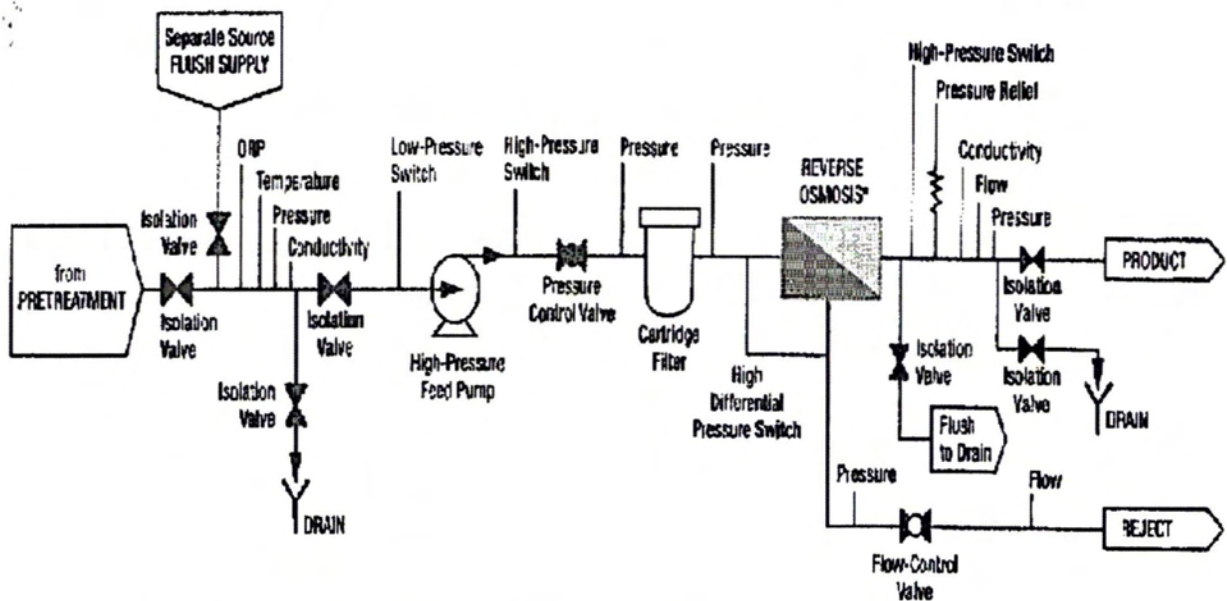 Separate Source
FLUSH SUPPLY
ORP
Temperature
Pressure
Conductivity
Isolation
Valve
from
PRETREATMENT
Isolation
Valve
Isolation
Valve
Isolation
Valve
DRAIN
Low-Pressure
Switch
High-Pressure
Feed Pump
High-Pressure
Switch
Pressure
Control Valve
Pressure
Cartridge
Filter
Pressure
High
Differential
Pressure Switch
REVERSE
OSMOSIS*
High-Pressure Switch
Pressure Relief
Conductivity
Flow
Pressure
Isolation
Valve
PRODUCT
Isolation
Valve
Isolation
Valve
DRAIN
Flush
to Drain
Pressure
Flow-Control
Valve
Flow
REJECT